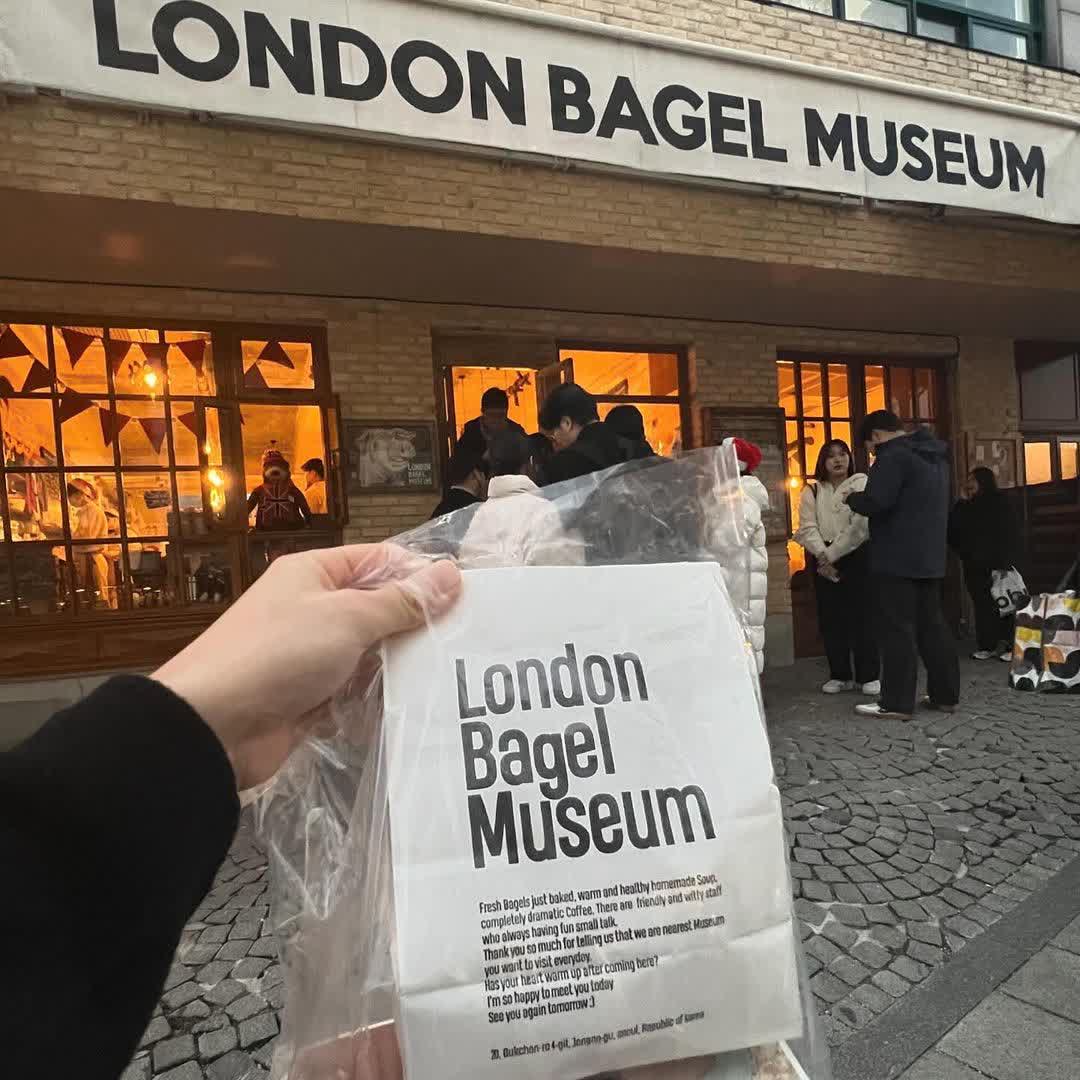 LONDON BAGEL MUSEUM
LONDON
BAGEL
MUSEUM
London
Bagel
Museum
Fresh Bagels just baked, warm and healthy homemade Soup,
completely dramatic Coffee. There are friendly and witty staff
who always having fun small talk.
Thank you so much for telling us that we are nearest Museum
you want to visit everyday.
Has your heart warm up after coming here?
I'm so happy to meet you today
See you again tomorrow :)
20, Bukchon-ro 4-gil, Jongno-gu, Seoul, Republic of Korea